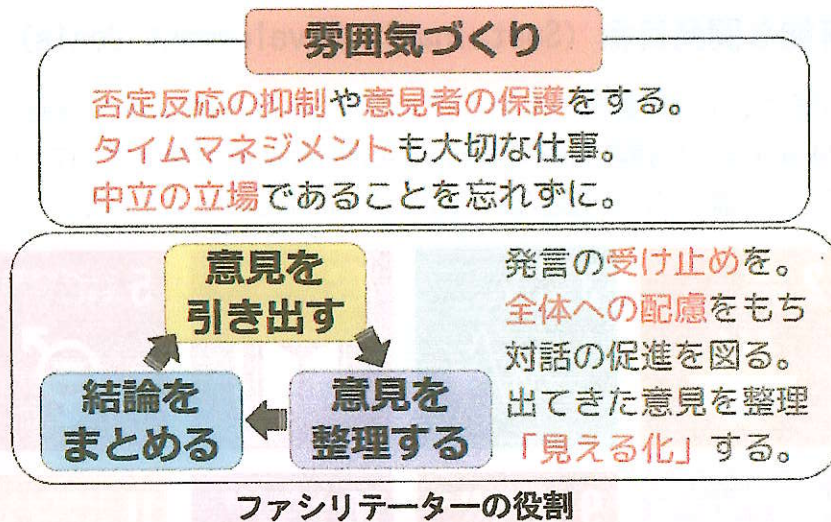 雰囲気づくり
否定反応の抑制や意見者の保護をする。
タイムマネジメントも大切な仕事。
中立の立場であることを忘れずに。
意見を
引き出す
結論を
まとめる
意見を
整理する
発言の受け止めを。
全体への配慮をもち
対話の促進を図る。
出てきた意見を整理
「見える化」する。
ファシリテーターの役割